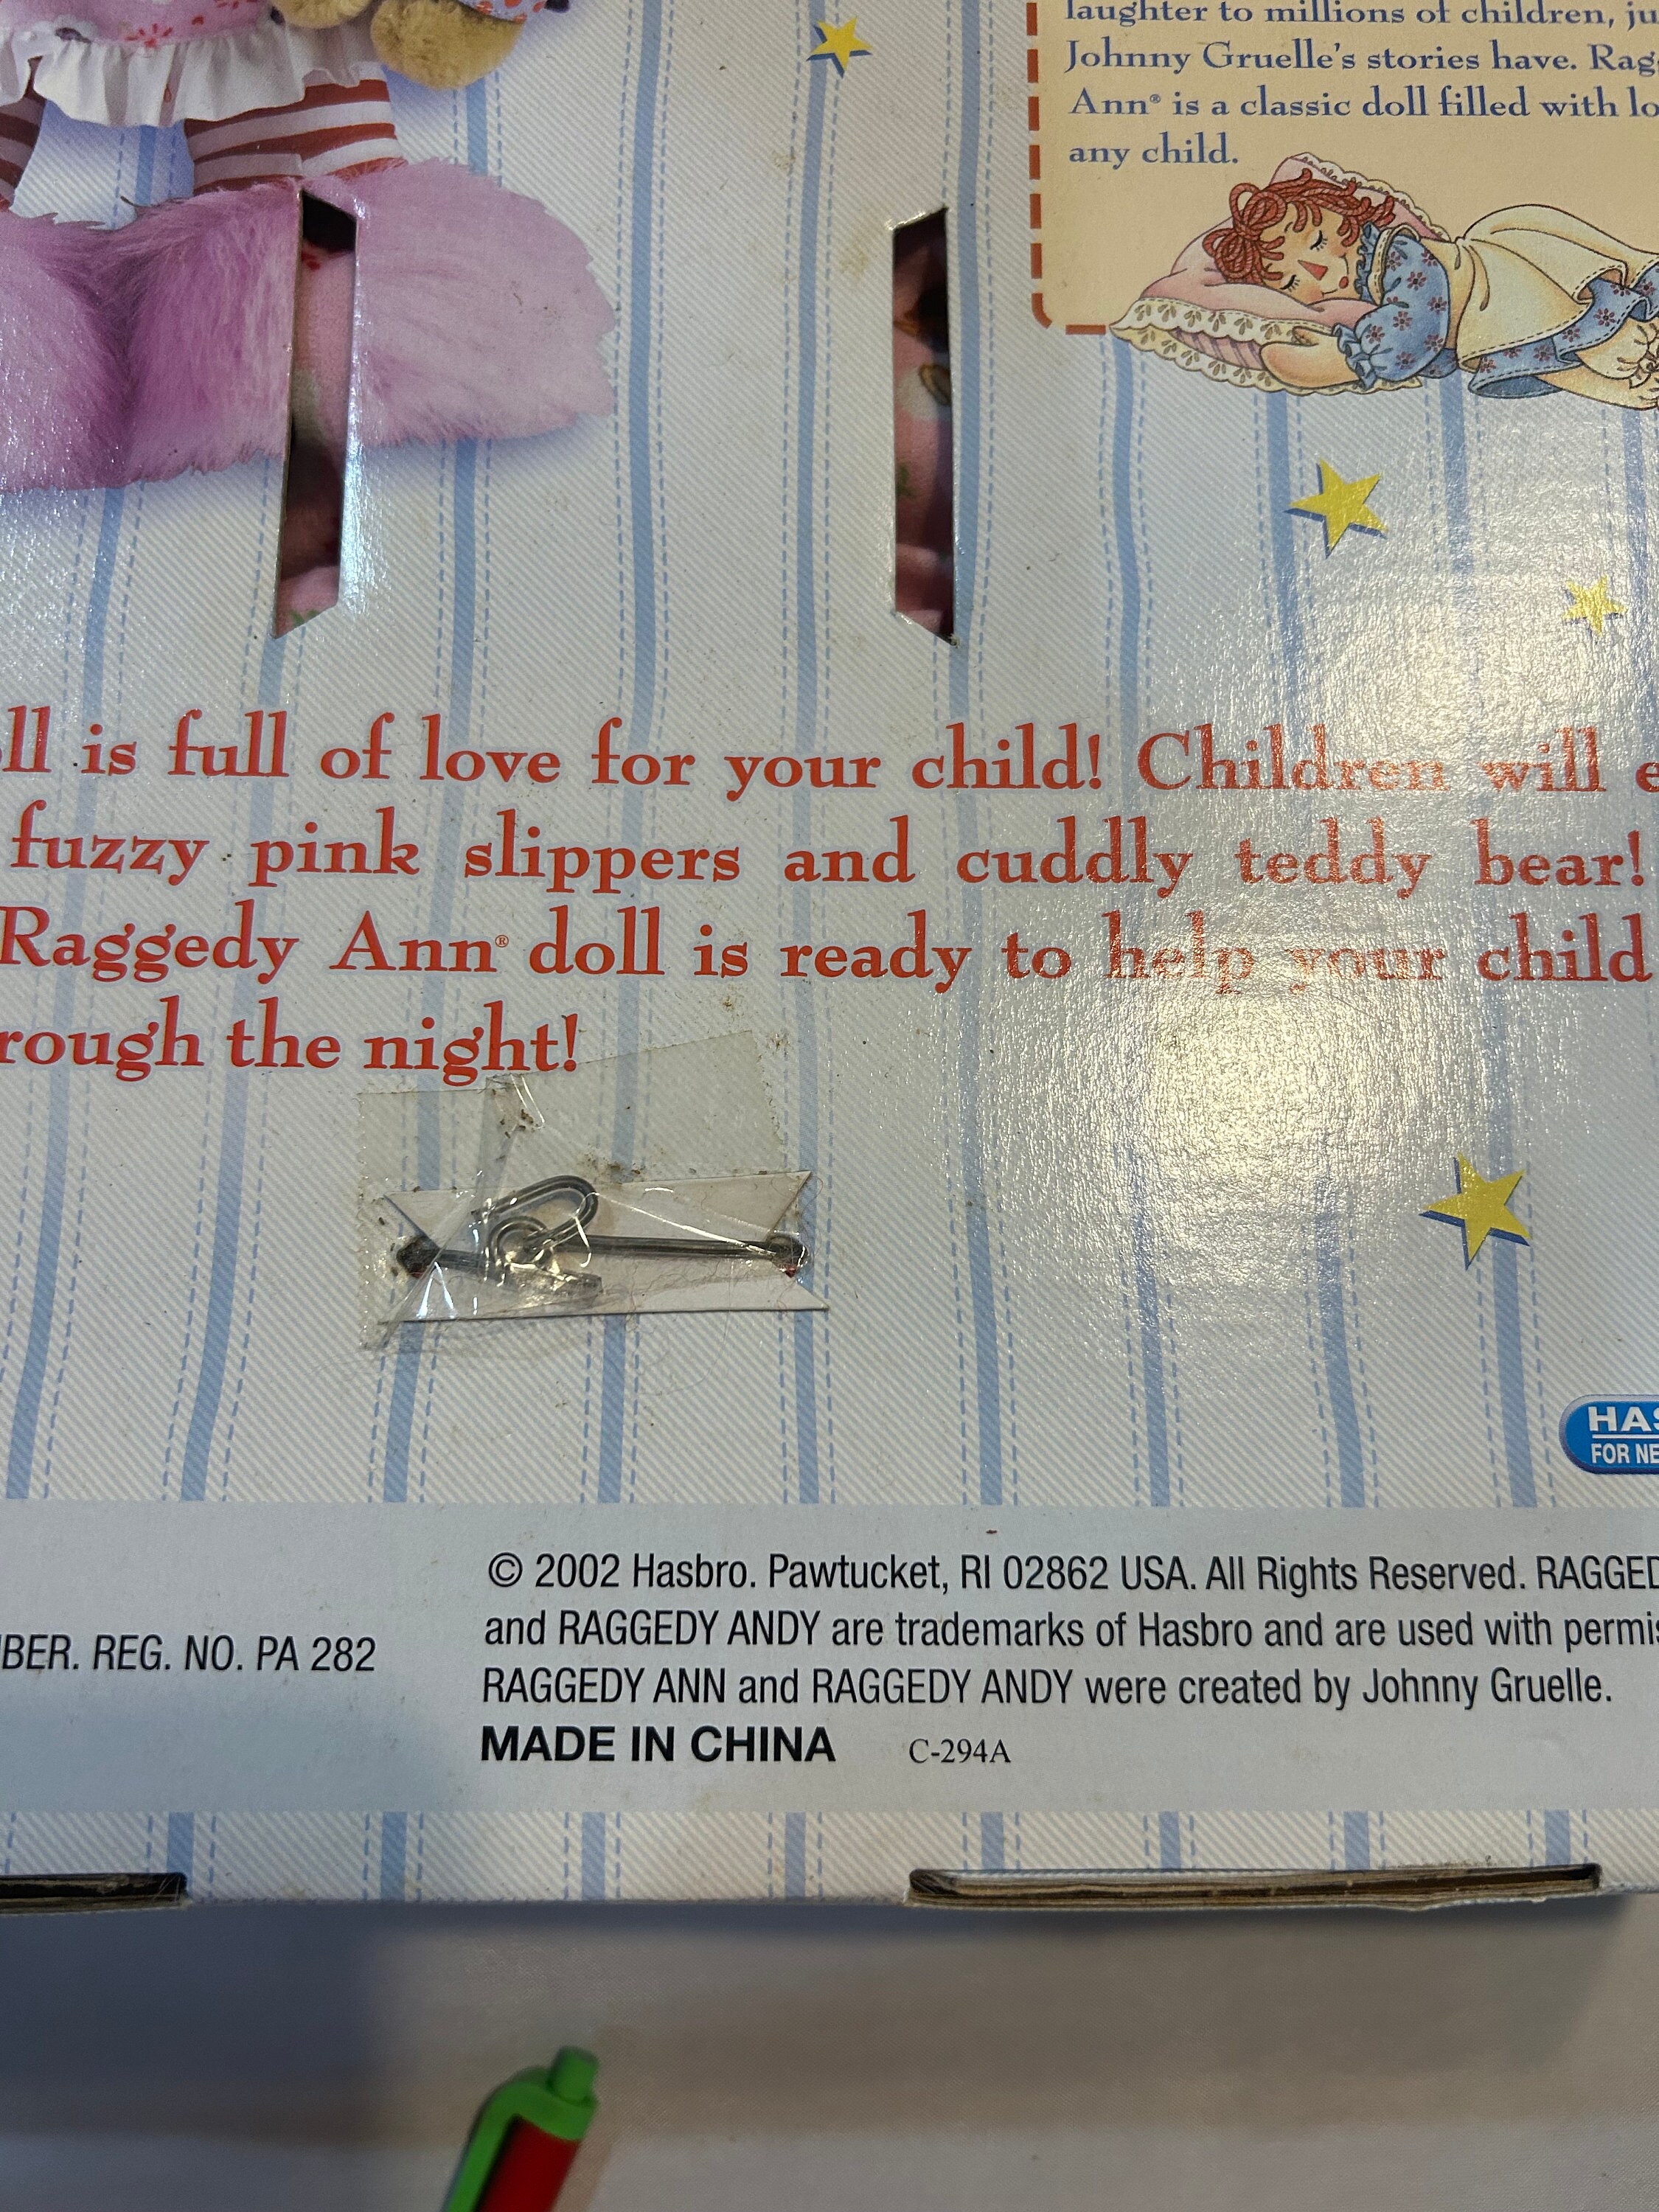 laughter to millions of children, ju
Johnny Gruelle's stories have. Rag
Ann® is a classic doll filled with lo
any child.
ll is full of love for your child! Children will e
fuzzy pink slippers and cuddly teddy bear!
Raggedy Ann® doll is ready to help your child
rough the night!
HAS
FOR NE
© 2002 Hasbro. Pawtucket, RI 02862 USA. All Rights Reserved. RAGGED
and RAGGEDY ANDY are trademarks of Hasbro and are used with permis
BER. REG. NO. PA 282
RAGGEDY ANN and RAGGEDY ANDY were created by Johnny Gruelle.
MADE IN CHINA C-294A